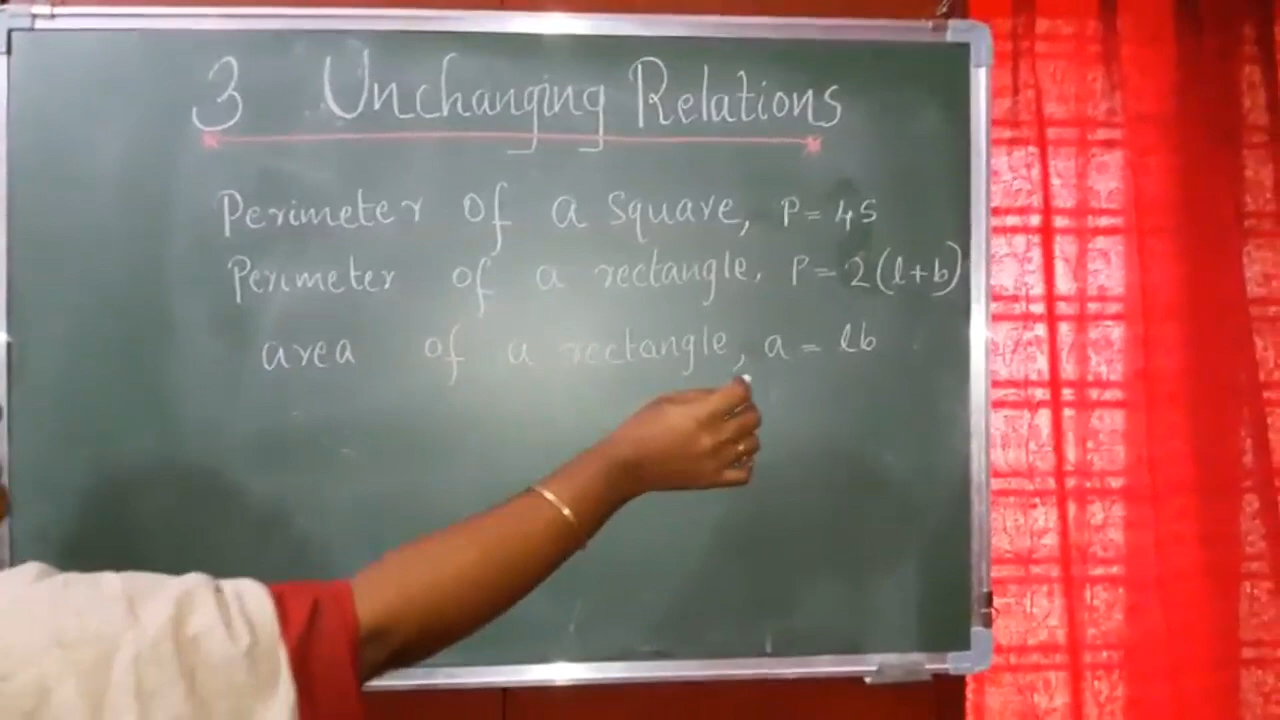 3 Unchanging Relations
Perimeter of a square, P = 4s
Perimeter of a rectangle, P = 2(l+b)
area of a rectangle, a = lb